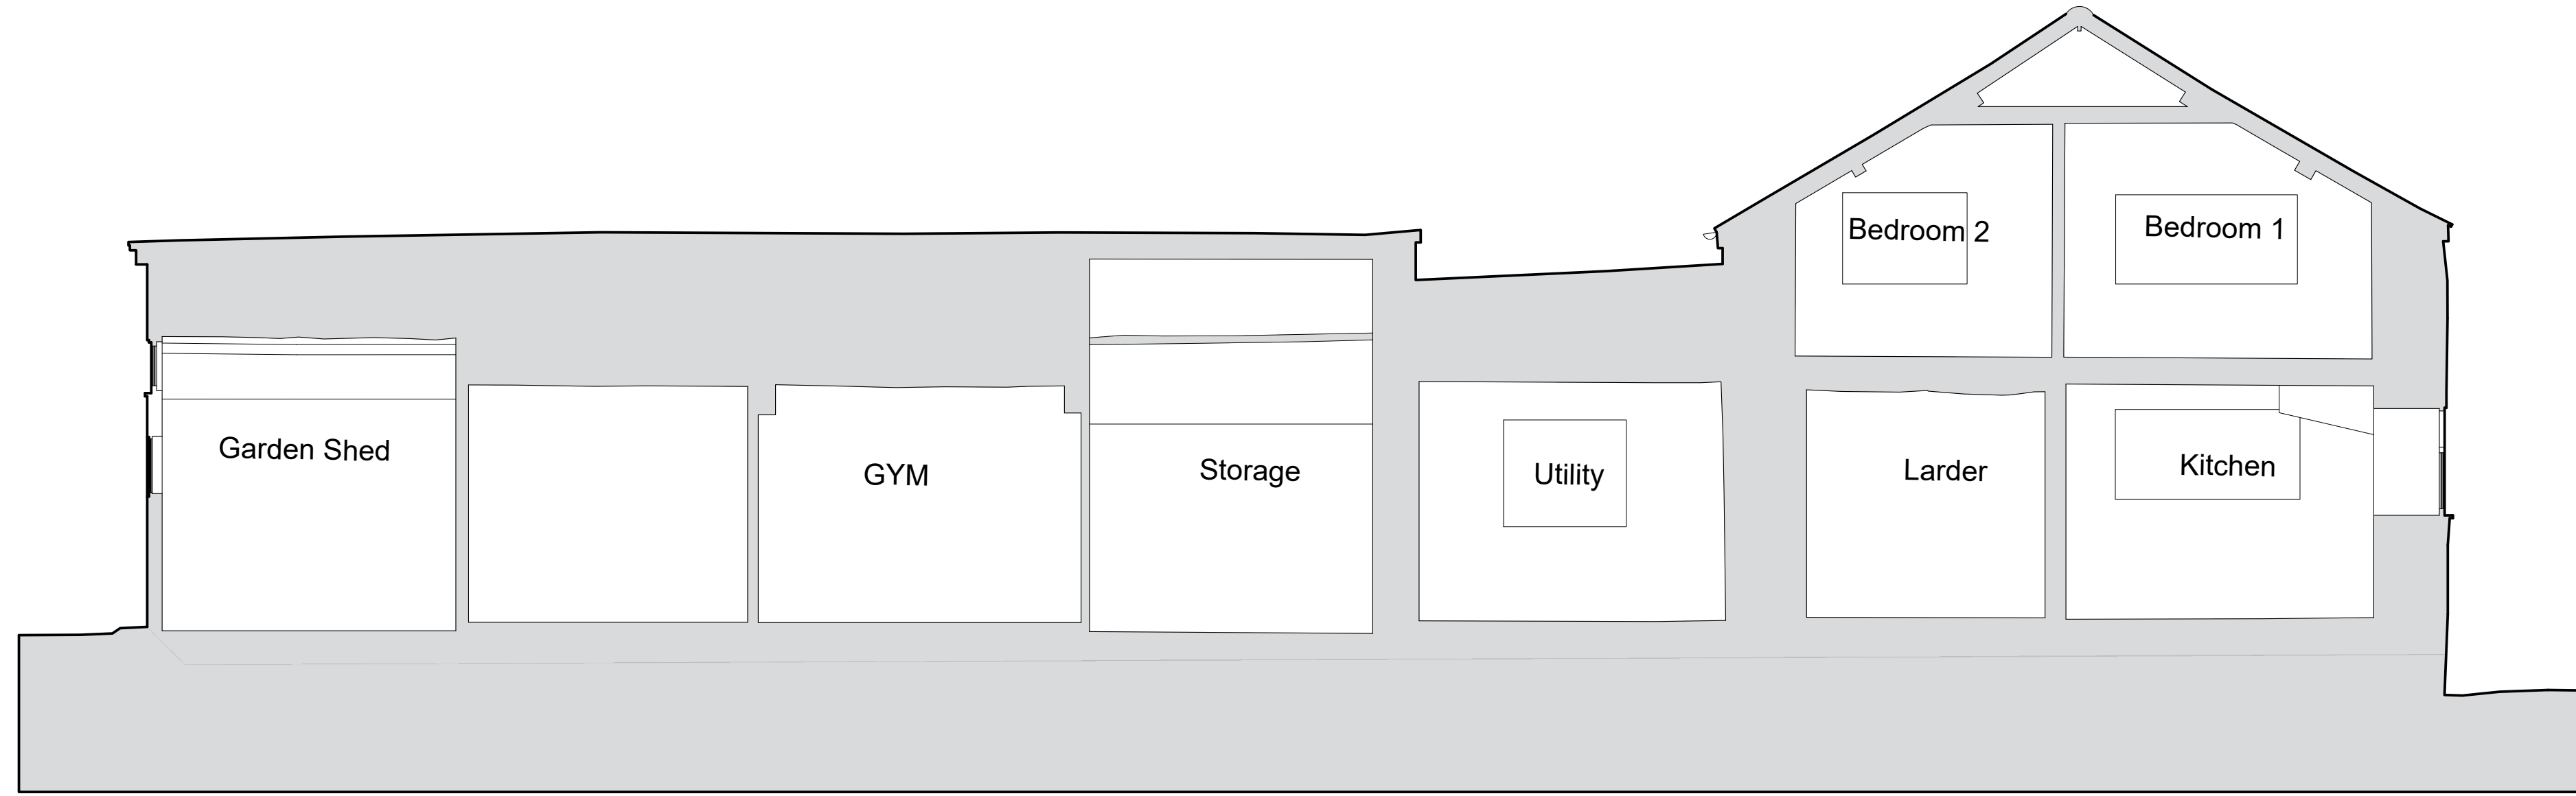 Bedroom 2
Bedroom 1
Garden Shed
GYM
Storage
Utility
Larder
Kitchen